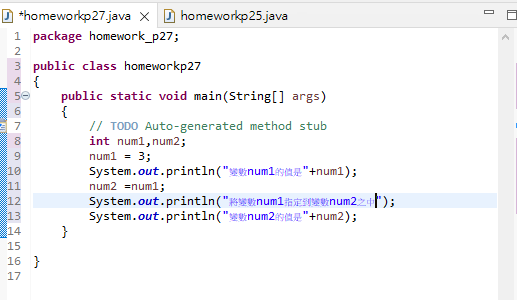 *homeworkp27.java homeworkp25.java
1 package homework_p27;
2
3 public class homeworkp27
4 {
5 public static void main(String[] args)
6 {
7 // TODO Auto-generated method stub
8 int num1,num2;
9 num1 = 3;
10 System.out.println("變數num1的值是"+num1);
11 num2 =num1;
12 System.out.println("將變數num1指定到變數num2之中");
13 System.out.println("變數num2的值是"+num2);
14 }
15
16 }
17